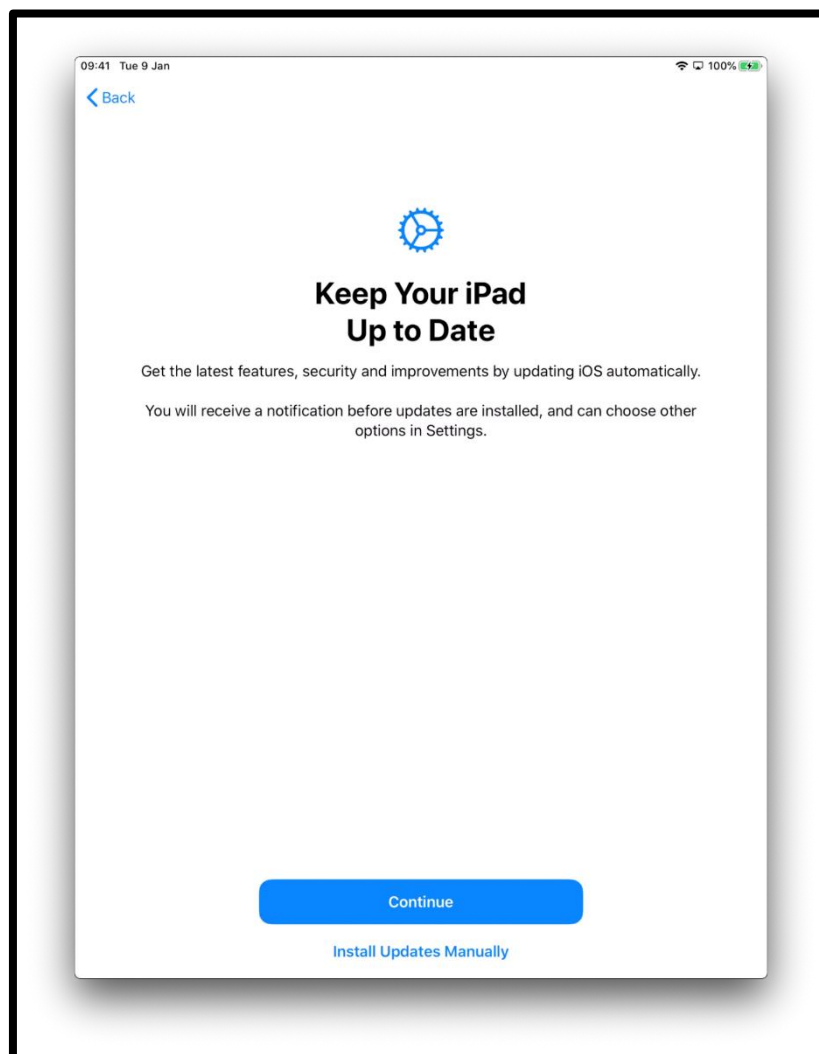 09:41 Tue 9 Jan 100%
Back
Keep Your iPad
Up to Date
Get the latest features, security and improvements by updating iOS automatically.
You will receive a notification before updates are installed, and can choose other
options in Settings.
Continue
Install Updates Manually